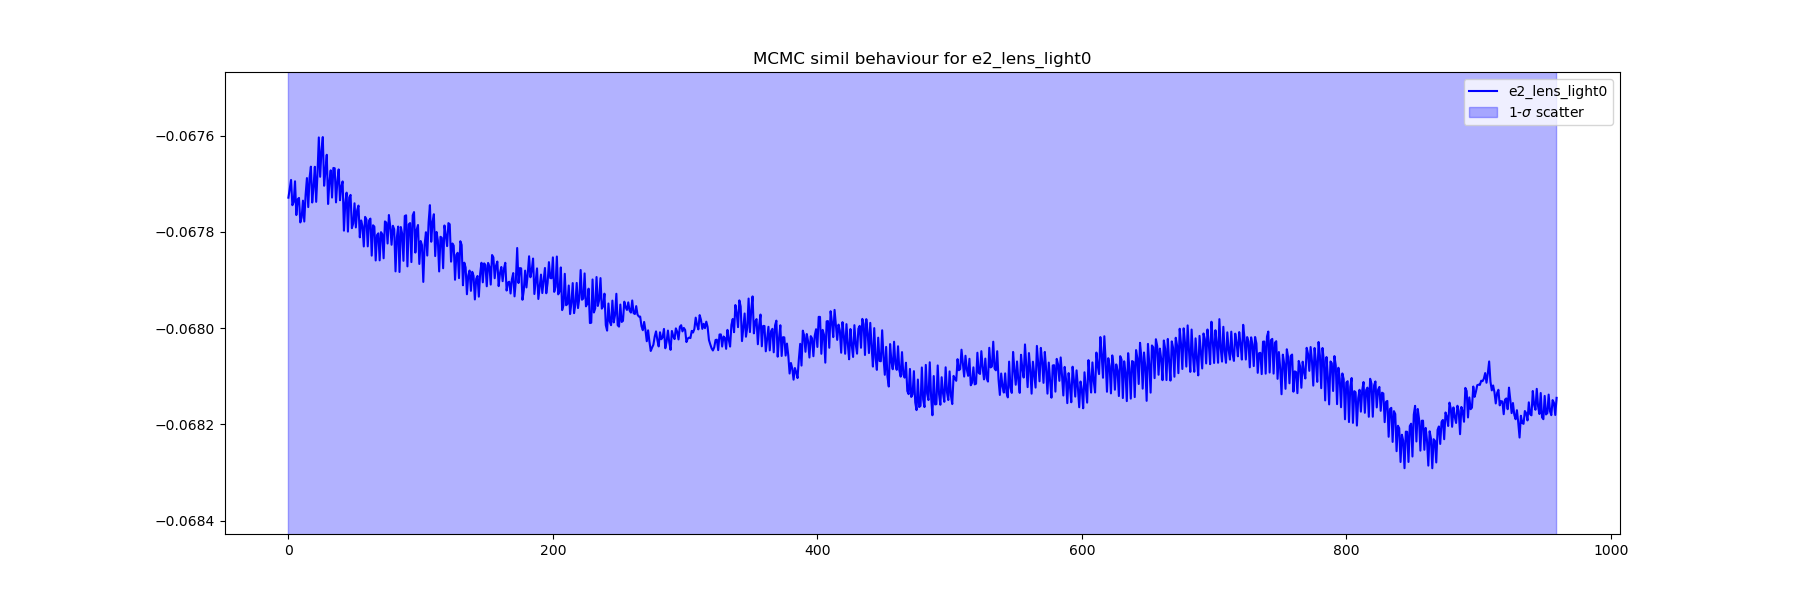 MCMC simil behaviour for e2_lens_light0
e2_lens_light0
1-σ scatter
−0.0676
−0.0678
−0.0680
−0.0682
−0.0684
0 200 400 600 800 1000